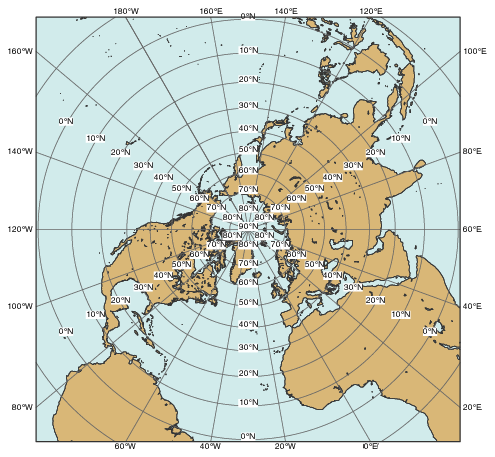 180°W 160°E 0°N 140°E 120°E
160°W 10°N 100°E
20°N
30°N
0°N 0°N
40°N
10°N 10°N
140°W 20°N 50°N 20°N 80°E
30°N 30°N
60°N
40°N 40°N
50°N 70°N 50°N
60°N 60°N
70°N 80°N 70°N
80°N 80°N
120°W 90°N 60°E
80°N 80°N
70°N 80°N 70°N
60°N 60°N
50°N 70°N 50°N
40°N 40°N
60°N
30°N 30°N
20°N 20°N
100°W 50°N 40°E
10°N 10°N
40°N
0°N 0°N
30°N
20°N
10°N
80°W 20°E
0°N
60°W 40°W 20°W 0°E